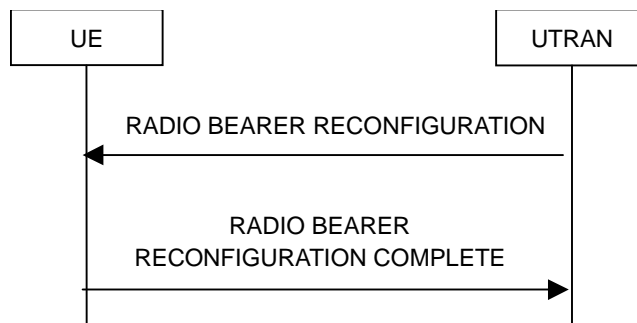 UE
UTRAN
RADIO BEARER RECONFIGURATION
RADIO BEARER
RECONFIGURATION COMPLETE